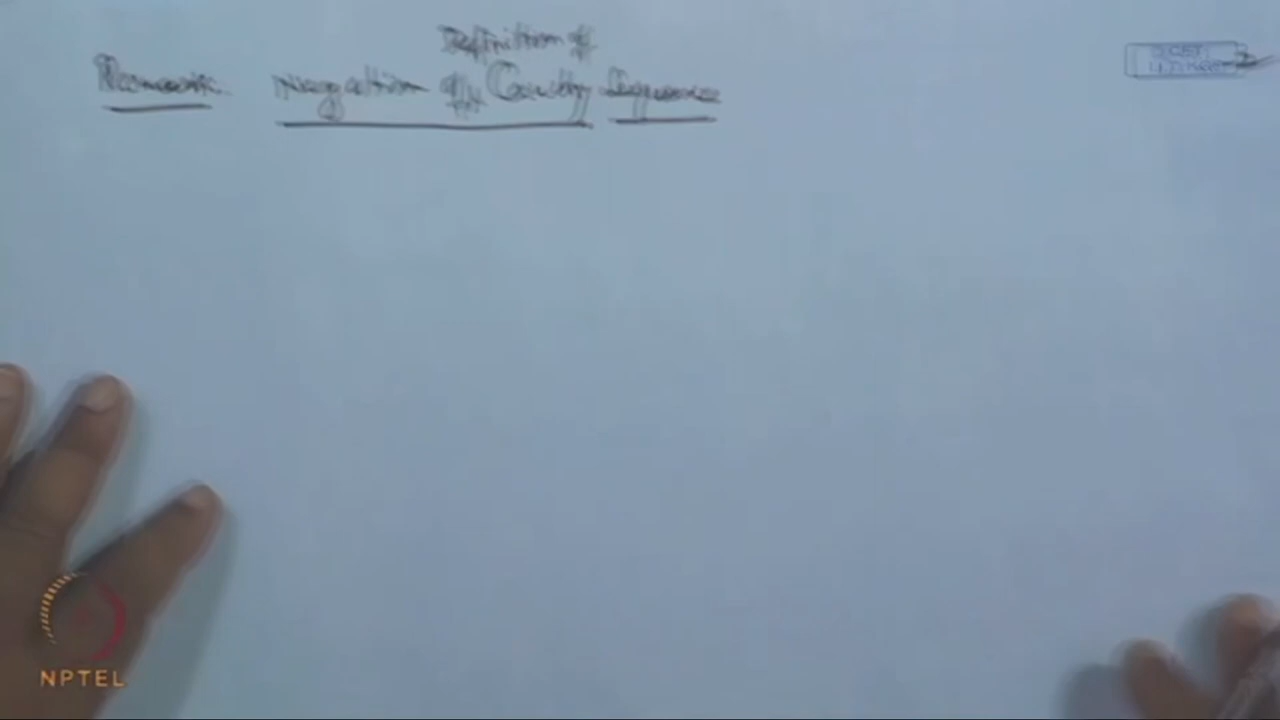 Definition of
Remark. Negation of Cauchy Sequence
NPTEL